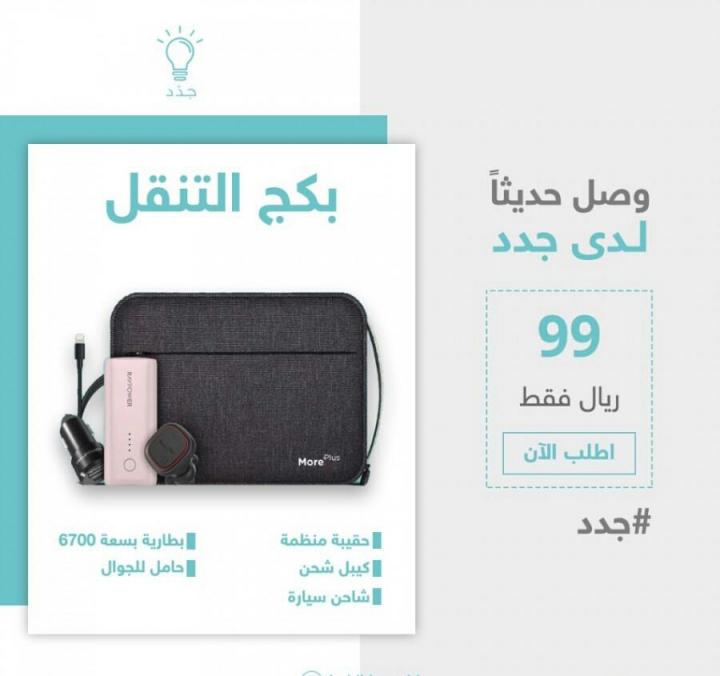 جدد
بكج التنقل
RAVPOWER
More Plus
حقيبة منظمة
كيبل شحن
شاحن سيارة
بطارية بسعة 6700
حامل للجوال
وصل حديثاً
لدى جدد
99
ريال فقط
اطلب الآن
#جدد